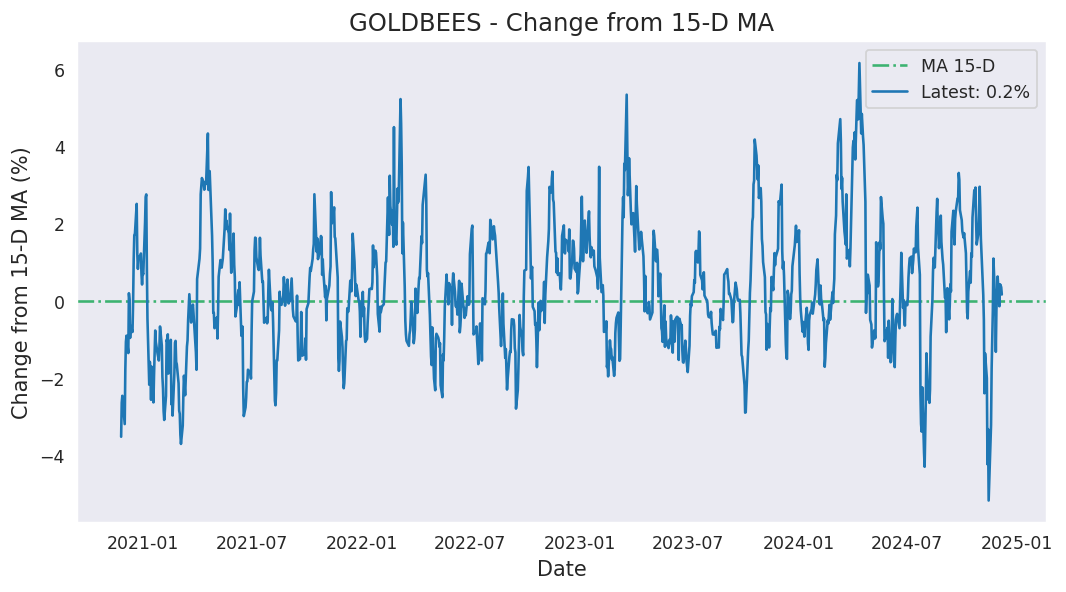 GOLDBEES - Change from 15-D MA
MA 15-D
Latest: 0.2%
Change from 15-D MA (%)
6
4
2
0
−2
−4
2021-01 2021-07 2022-01 2022-07 2023-01 2023-07 2024-01 2024-07 2025-01
Date